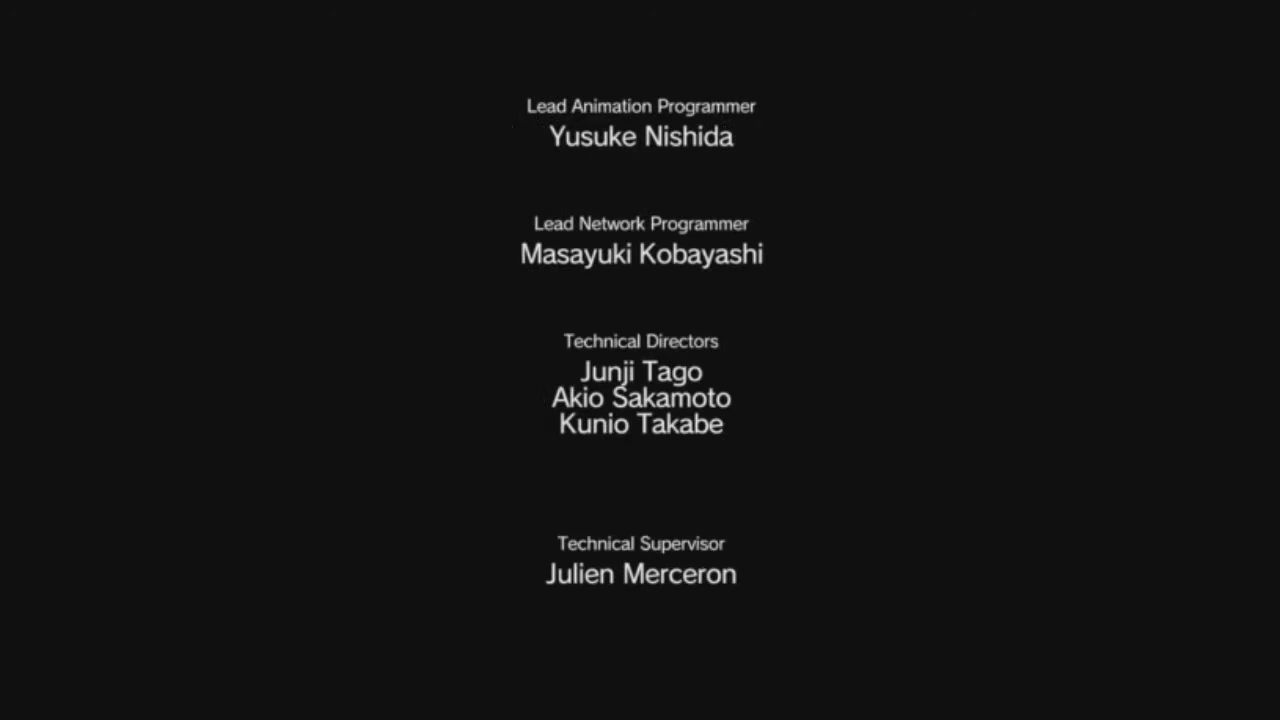 Lead Animation Programmer
Yusuke Nishida
Lead Network Programmer
Masayuki Kobayashi
Technical Directors
Junji Tago
Akio Sakamoto
Kunio Takabe
Technical Supervisor
Julien Merceron